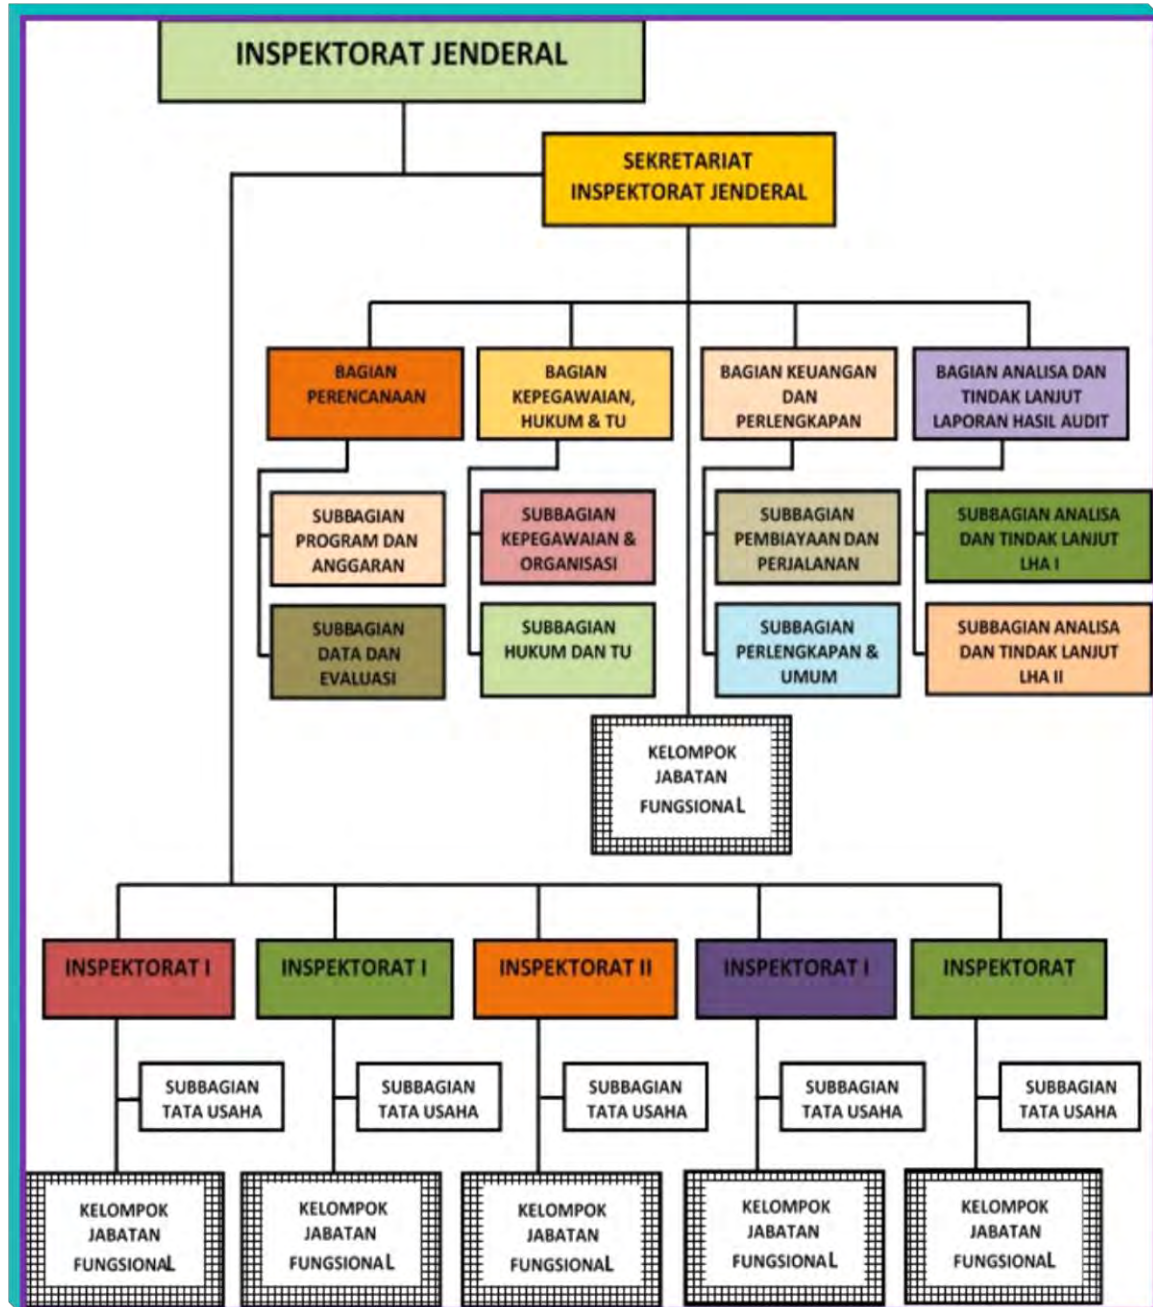 INSPEKTORAT JENDERAL
SEKRETARIAT
INSPEKTORAT JENDERAL
BAGIAN
PERENCANAAN
BAGIAN
KEPEGAWAIAN,
HUKUM & TU
BAGIAN KEUANGAN
DAN
PERLENGKAPAN
BAGIAN ANALISA DAN
TINDAK LANJUT
LAPORAN HASIL AUDIT
SUBBAGIAN
PROGRAM DAN
ANGGARAN
SUBBAGIAN
KEPEGAWAIAN &
ORGANISASI
SUBBAGIAN
PEMBIAYAAN DAN
PERJALANAN
SUBBAGIAN ANALISA
DAN TINDAK LANJUT
LHA I
SUBBAGIAN
DATA DAN
EVALUASI
SUBBAGIAN
HUKUM DAN TU
SUBBAGIAN
PERLENGKAPAN &
UMUM
SUBBAGIAN ANALISA
DAN TINDAK LANJUT
LHA II
KELOMPOK
JABATAN
FUNGSIONAL
INSPEKTORAT I
INSPEKTORAT I
INSPEKTORAT II
INSPEKTORAT I
INSPEKTORAT
SUBBAGIAN
TATA USAHA
SUBBAGIAN
TATA USAHA
SUBBAGIAN
TATA USAHA
SUBBAGIAN
TATA USAHA
SUBBAGIAN
TATA USAHA
KELOMPOK
JABATAN
FUNGSIONAL
KELOMPOK
JABATAN
FUNGSIONAL
KELOMPOK
JABATAN
FUNGSIONAL
KELOMPOK
JABATAN
FUNGSIONAL
KELOMPOK
JABATAN
FUNGSIONAL